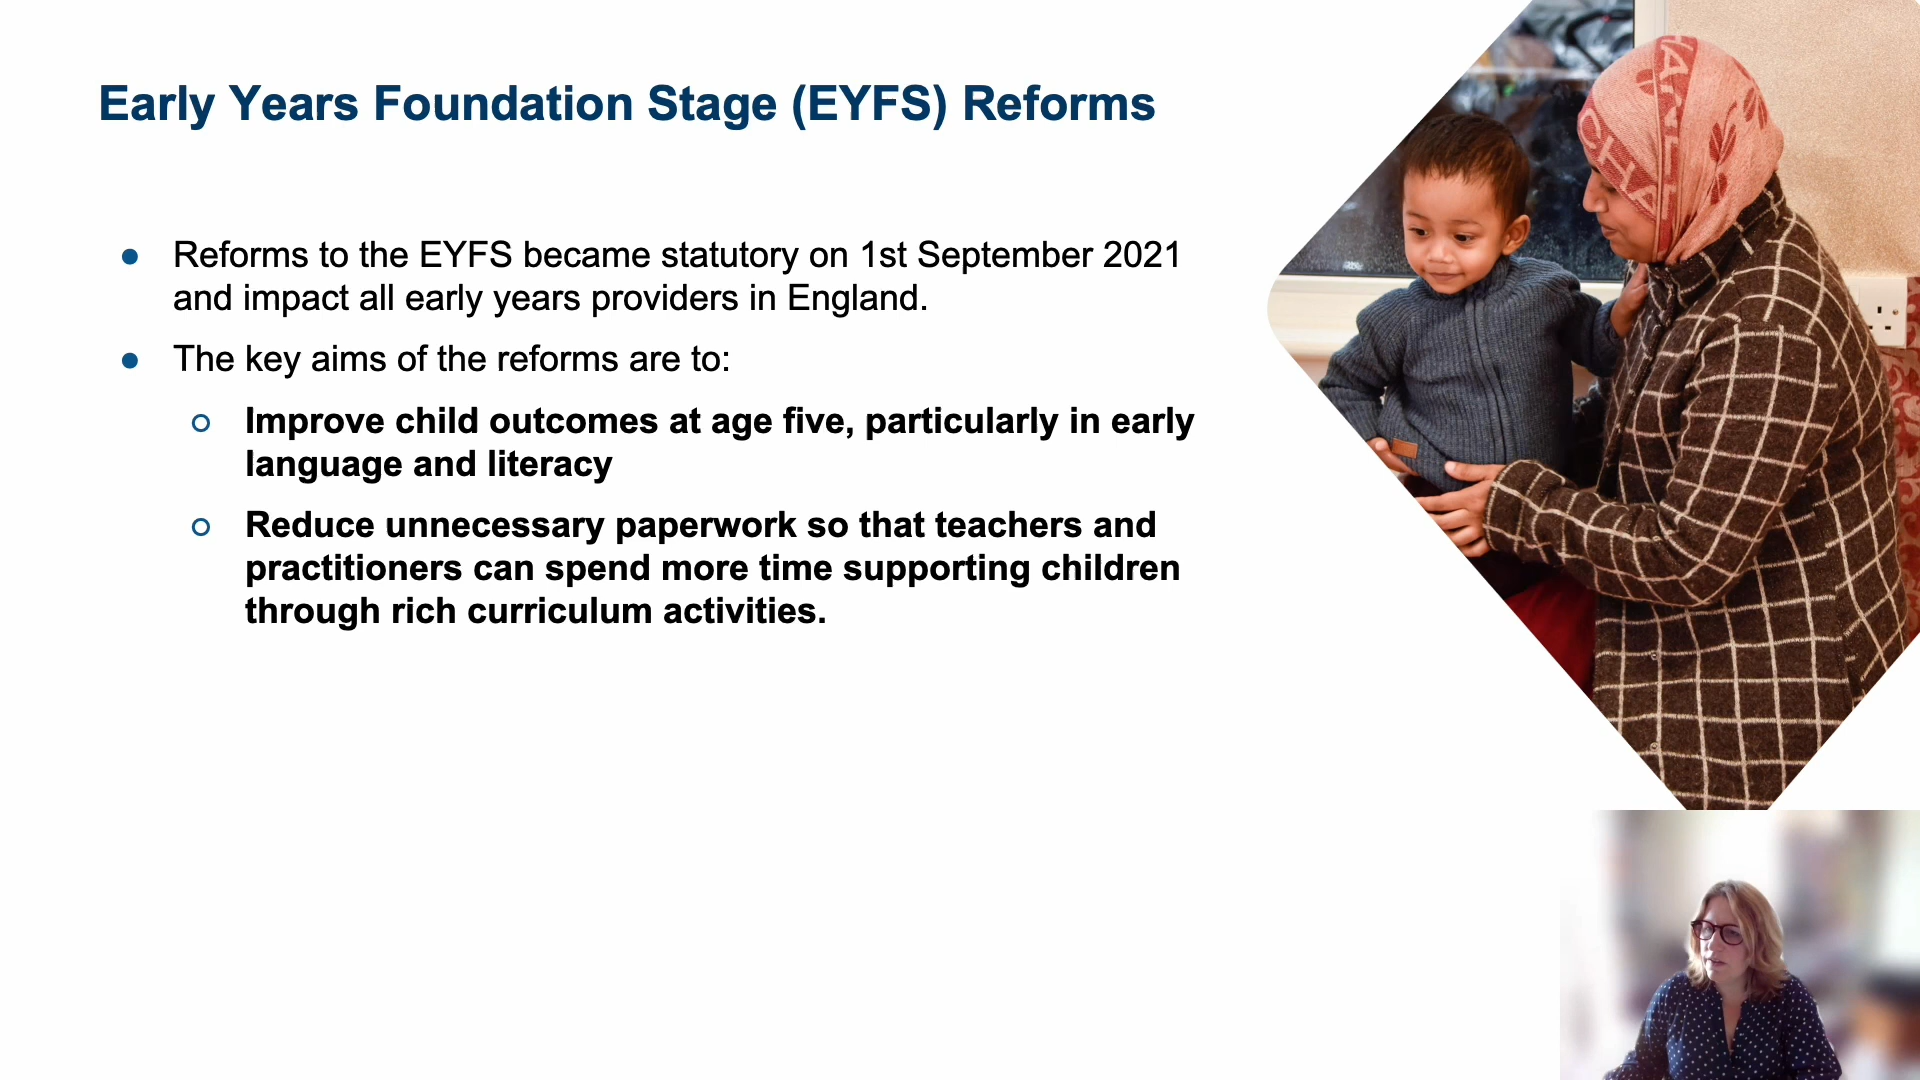 Early Years Foundation Stage (EYFS) Reforms
● Reforms to the EYFS became statutory on 1st September 2021
and impact all early years providers in England.
● The key aims of the reforms are to:
○ Improve child outcomes at age five, particularly in early
language and literacy
○ Reduce unnecessary paperwork so that teachers and
practitioners can spend more time supporting children
through rich curriculum activities.